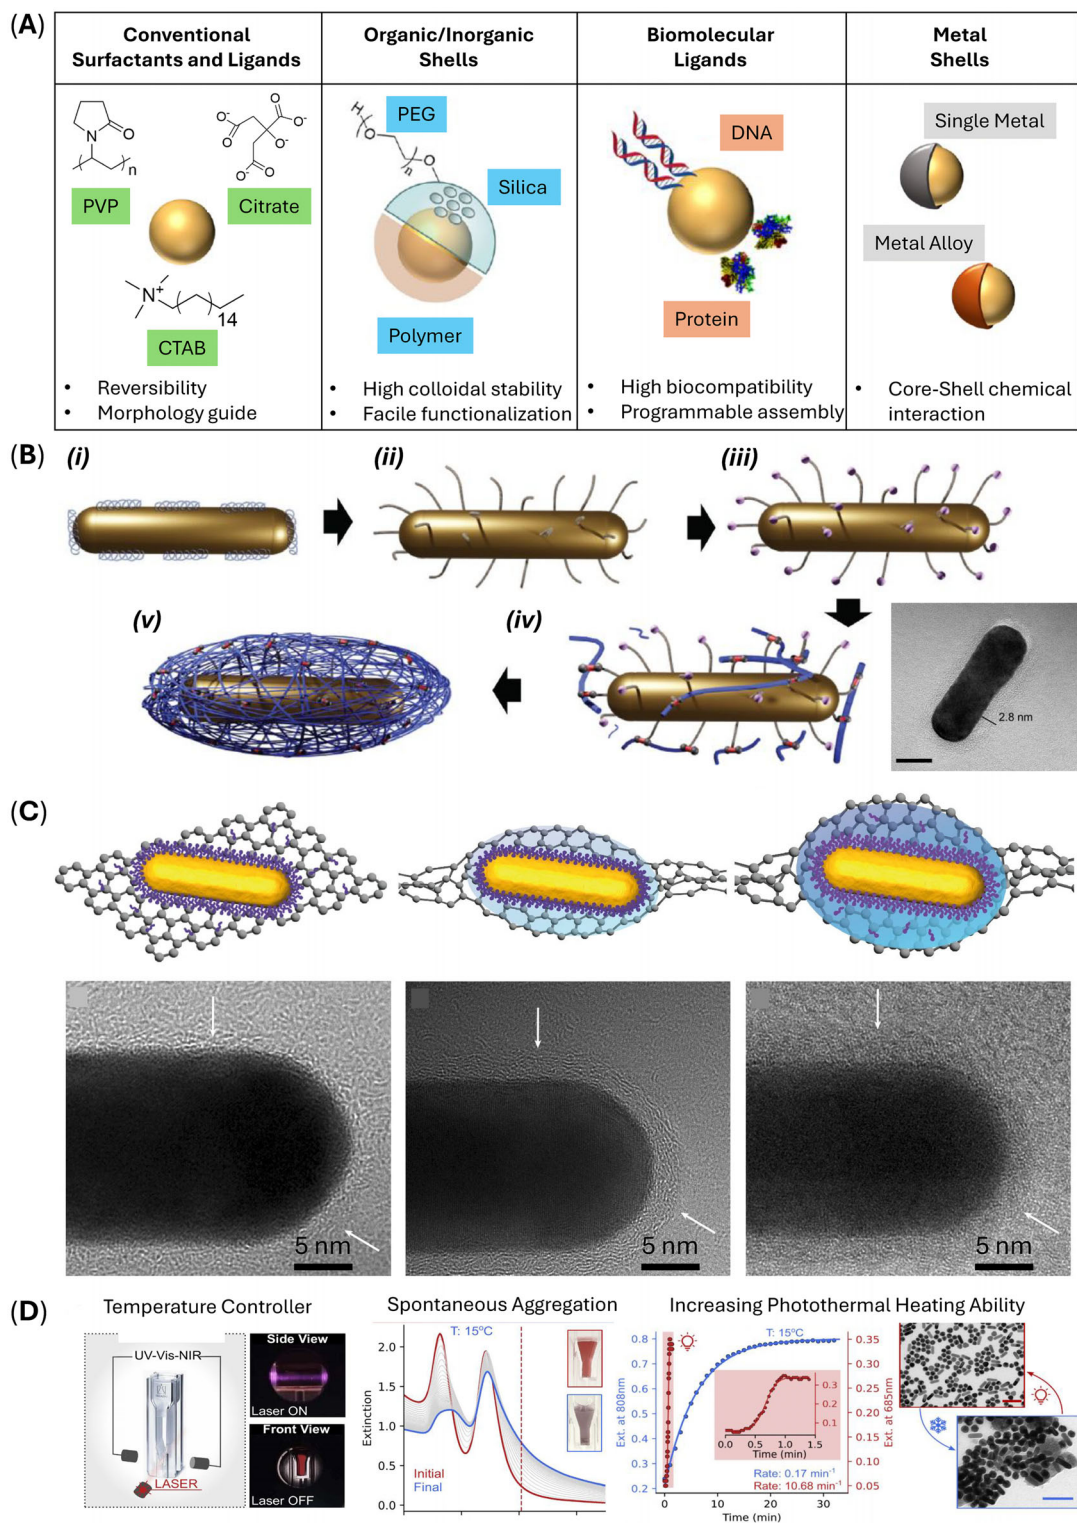 (A)
Conventional
Surfactants and Ligands
Organic/Inorganic
Shells
Biomolecular
Ligands
Metal
Shells
N
O
n
PVP
O
O-
O-
O
O-
O-
O
Citrate
N+
14
CTAB
• Reversibility
• Morphology guide
H
O
PEG
O
n
Silica
Polymer
• High colloidal stability
• Facile functionalization
DNA
Protein
• High biocompatibility
• Programmable assembly
Single Metal
Metal Alloy
• Core-Shell chemical
interaction
(B)
(i)
(ii)
(iii)
(v)
(iv)
2.8 nm
(C)
5 nm
5 nm
5 nm
(D)
Temperature Controller
UV-Vis-NIR
LASER
Side View
Laser ON
Front View
Laser OFF
Spontaneous Aggregation
T: 15°C
Extinction
2.0
1.5
1.0
0.5
0.0
Initial
Final
Increasing Photothermal Heating Ability
T: 15°C
Ext. at 808nm
0.8
0.7
0.6
0.5
0.4
0.3
0.2
0.3
0.2
0.1
0.0 0.5 1.0 1.5
Time (min)
Rate: 0.17 min-1
Rate: 10.68 min-1
0 10 20 30
Time (min)
0.35
0.30
0.25
0.20
0.15
0.10
0.05
Ext. at 685nm